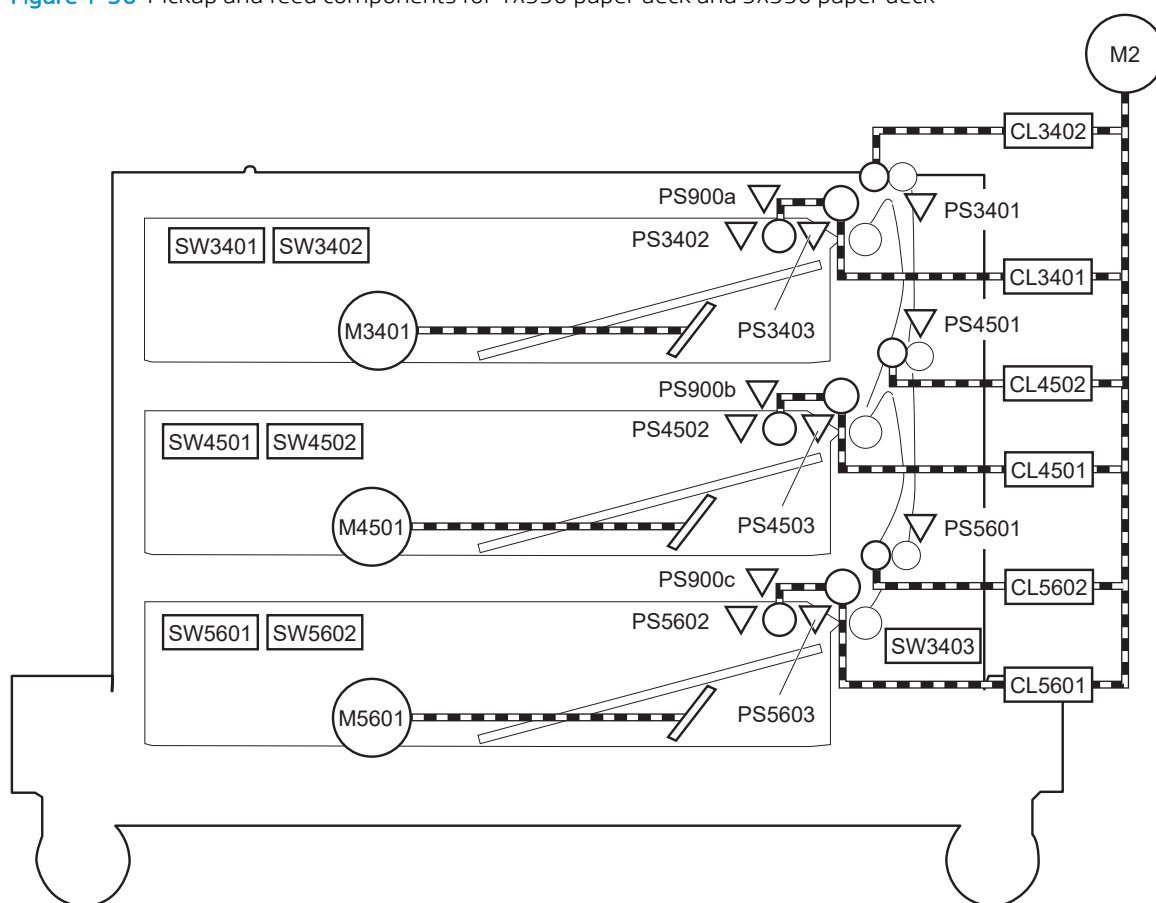 Figure 1-56 Pickup and feed components for 1X550 paper deck and 3X550 paper deck
M2
CL3402
PS900a
PS3401
SW3401 SW3402
PS3402
CL3401
M3401
PS3403
PS4501
CL4502
PS900b
SW4501 SW4502
PS4502
CL4501
M4501
PS4503
PS5601
PS900c
CL5602
SW5601 SW5602
PS5602
SW3403
CL5601
M5601
PS5603